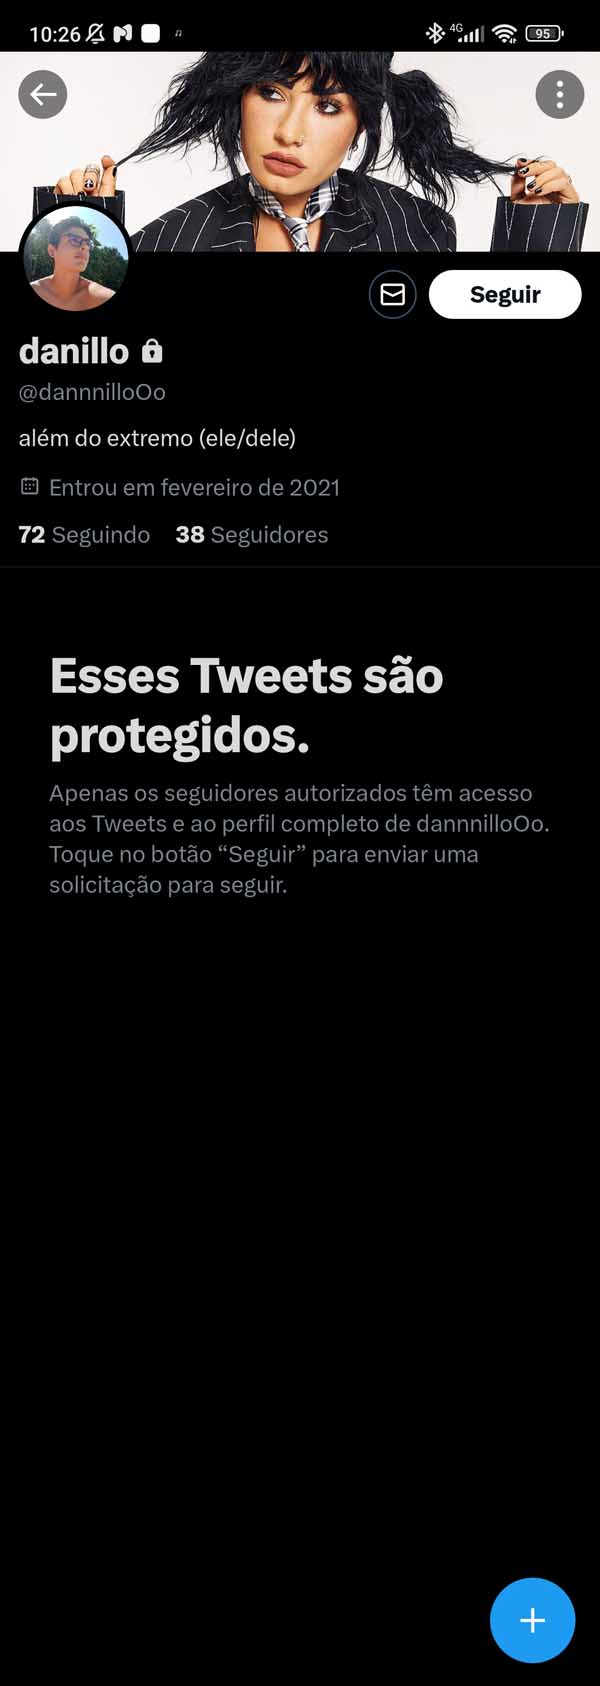 10:26
4G
95
Seguir
danillo
@dannnilloOo
além do extremo (ele/dele)
Entrou em fevereiro de 2021
72 Seguindo 38 Seguidores
Esses Tweets são
protegidos.
Apenas os seguidores autorizados têm acesso
aos Tweets e ao perfil completo de dannnilloOo.
Toque no botão “Seguir” para enviar uma
solicitação para seguir.